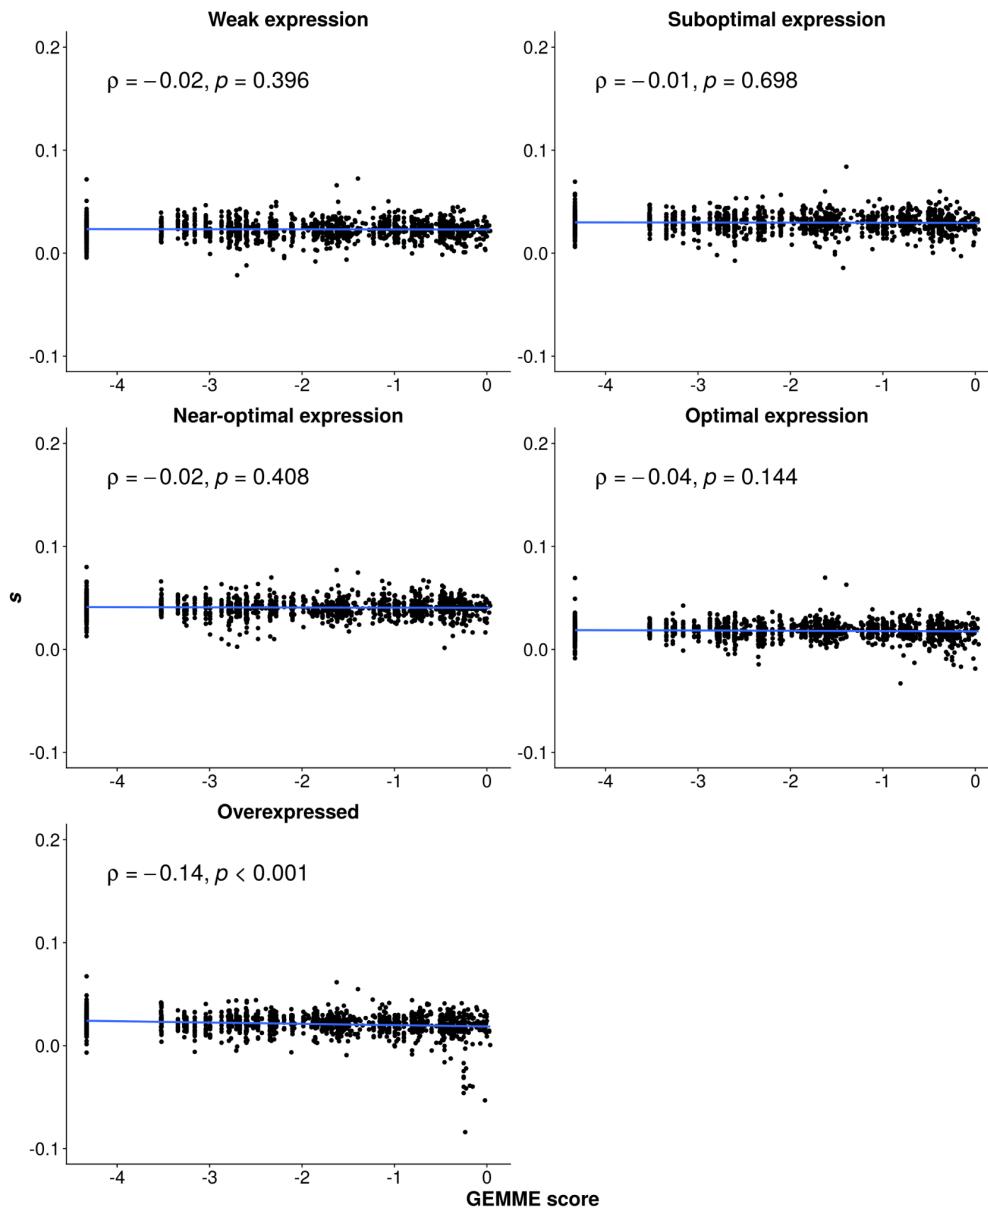 Weak expression
0.2
ρ = −0.02, p = 0.396
0.1
0.0
-0.1
-4 -3 -2 -1 0
Suboptimal expression
0.2
ρ = −0.01, p = 0.698
0.1
0.0
-0.1
-4 -3 -2 -1 0
Near-optimal expression
0.2
ρ = −0.02, p = 0.408
0.1
0.0
-0.1
-4 -3 -2 -1 0
Optimal expression
0.2
ρ = −0.04, p = 0.144
0.1
0.0
-0.1
-4 -3 -2 -1 0
s
Overexpressed
0.2
ρ = −0.14, p < 0.001
0.1
0.0
-0.1
-4 -3 -2 -1 0
GEMME score